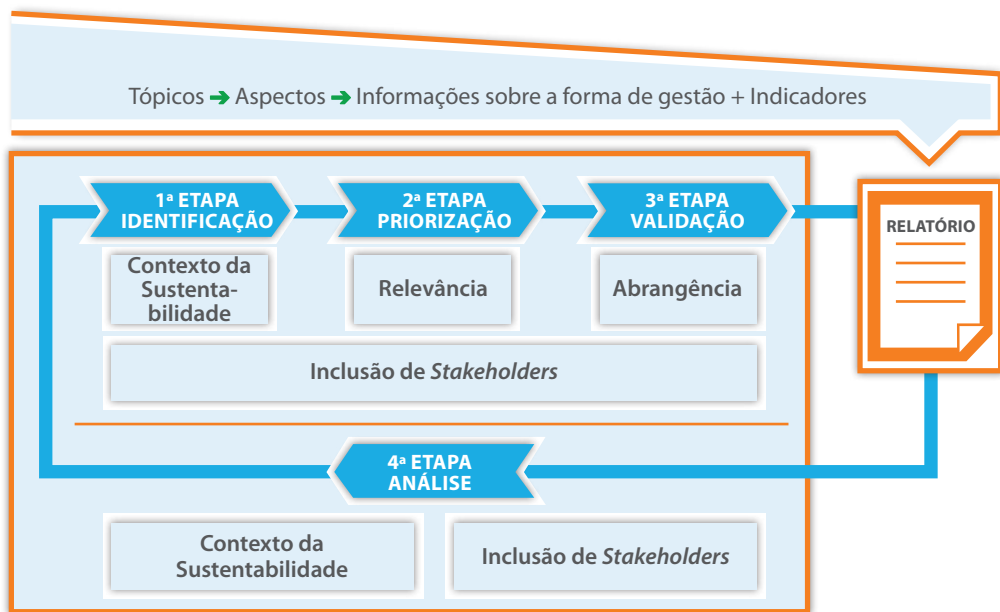 Tópicos → Aspectos → Informações sobre a forma de gestão + Indicadores
1ª ETAPA
IDENTIFICAÇÃO
2ª ETAPA
PRIORIZAÇÃO
3ª ETAPA
VALIDAÇÃO
RELATÓRIO
Contexto da
Sustenta-
bilidade
Relevância
Abrangência
Inclusão de Stakeholders
4ª ETAPA
ANÁLISE
Contexto da
Sustentabilidade
Inclusão de Stakeholders